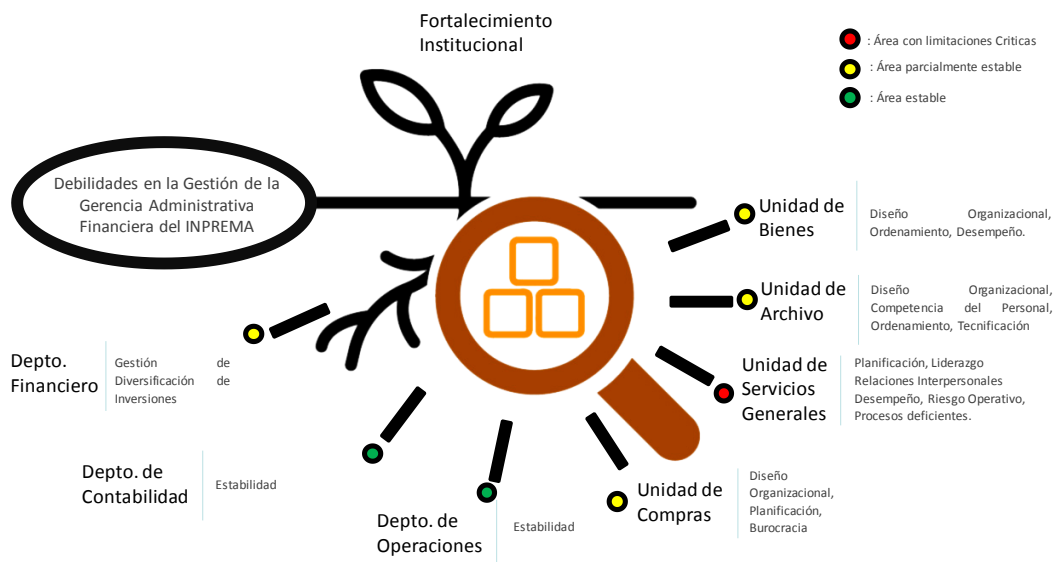 Fortalecimiento
Institucional
: Área con limitaciones Criticas
: Área parcialmente estable
: Área estable
Debilidades en la Gestión de la
Gerencia Administrativa
Financiera del INPREMA
Unidad de
Bienes
Diseño Organizacional,
Ordenamiento, Desempeño.
Unidad de
Archivo
Diseño Organizacional,
Competencia del Personal,
Ordenamiento, Tecnificación
Unidad de
Servicios
Generales
Planificación, Liderazgo
Relaciones Interpersonales
Desempeño, Riesgo Operativo,
Procesos deficientes.
Depto.
Financiero
Gestión de
Diversificación de
Inversiones
Depto. de
Contabilidad
Estabilidad
Depto. de
Operaciones
Estabilidad
Unidad de
Compras
Diseño
Organizacional,
Planificación,
Burocracia